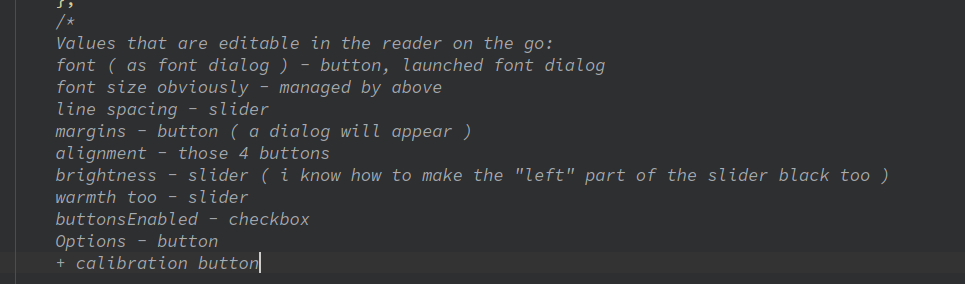 };
/*
Values that are editable in the reader on the go:
font ( as font dialog ) - button, launched font dialog
font size obviously - managed by above
line spacing - slider
margins - button ( a dialog will appear )
alignment - those 4 buttons
brightness - slider ( i know how to make the "left" part of the slider black too )
warmth too - slider
buttonsEnabled - checkbox
Options - button
+ calibration button